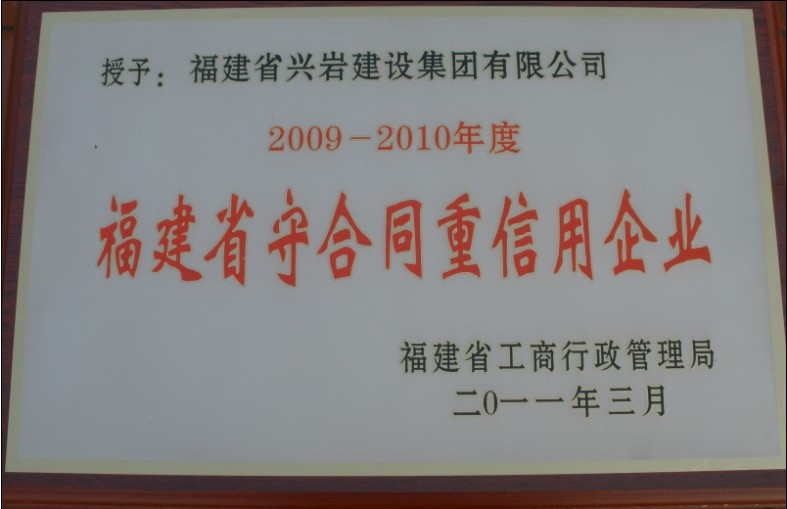 授予：福建省兴岩建设集团有限公司
2009－2010年度
福建省守合同重信用企业
福建省工商行政管理局
二0一一年三月